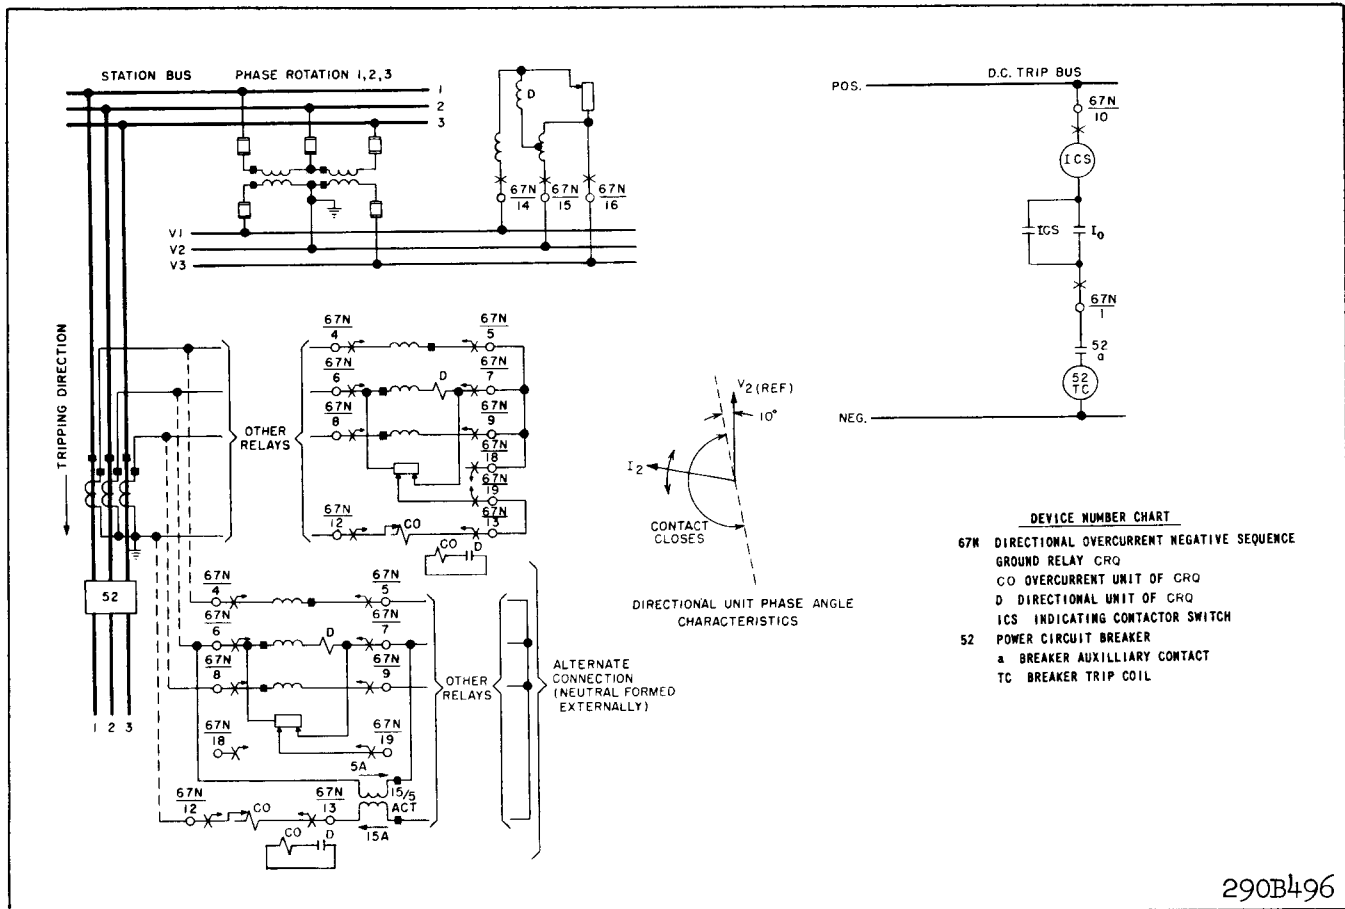 STATION BUS
PHASE ROTATION 1,2,3
1
2
3
D
67N
14
67N
15
67N
16
V1
V2
V3
D.C. TRIP BUS
POS.
67N
10
ICS
ICS
I0
67N
1
52
a
52
TC
NEG.
TRIPPING DIRECTION
OTHER
RELAYS
67N
4
67N
5
67N
6
D
67N
7
67N
8
67N
9
67N
18
67N
19
67N
12
CO
67N
13
CO
D
V2 (REF)
10°
I2
CONTACT
CLOSES
DIRECTIONAL UNIT PHASE ANGLE
CHARACTERISTICS
DEVICE NUMBER CHART
67N DIRECTIONAL OVERCURRENT NEGATIVE SEQUENCE
GROUND RELAY CRQ
CO OVERCURRENT UNIT OF CRQ
D DIRECTIONAL UNIT OF CRQ
ICS INDICATING CONTACTOR SWITCH
52 POWER CIRCUIT BREAKER
a BREAKER AUXILLIARY CONTACT
TC BREAKER TRIP COIL
52
1 2 3
67N
4
67N
5
67N
6
D
67N
7
67N
8
67N
9
67N
18
67N
19
5A
15/5
ACT
15A
67N
12
CO
67N
13
CO
D
OTHER
RELAYS
ALTERNATE
CONNECTION
(NEUTRAL FORMED
EXTERNALLY)
290B496